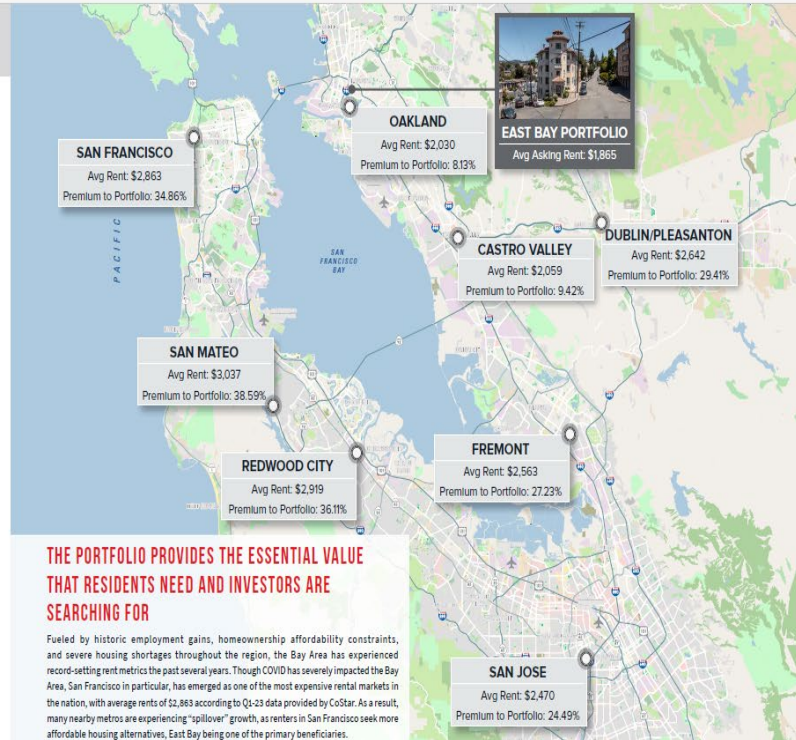 EAST BAY PORTFOLIO
Avg Asking Rent: $1,865
OAKLAND
Avg Rent: $2,030
Premium to Portfolio: 8.13%
SAN FRANCISCO
Avg Rent: $2,863
Premium to Portfolio: 34.86%
PACIFIC
SAN
FRANCISCO
BAY
CASTRO VALLEY
Avg Rent: $2,059
Premium to Portfolio: 9.42%
DUBLIN/PLEASANTON
Avg Rent: $2,642
Premium to Portfolio: 29.41%
SAN MATEO
Avg Rent: $3,037
Premium to Portfolio: 38.59%
REDWOOD CITY
Avg Rent: $2,919
Premium to Portfolio: 36.11%
FREMONT
Avg Rent: $2,563
Premium to Portfolio: 27.23%
SAN JOSE
Avg Rent: $2,470
Premium to Portfolio: 24.49%
THE PORTFOLIO PROVIDES THE ESSENTIAL VALUE
THAT RESIDENTS NEED AND INVESTORS ARE
SEARCHING FOR
Fueled by historic employment gains, homeownership affordability constraints,
and severe housing shortages throughout the region, the Bay Area has experienced
record-setting rent metrics the past several years. Though COVID has severely impacted the Bay
Area, San Francisco in particular, has emerged as one of the most expensive rental markets in
the nation, with average rents of $2,863 according to Q1-23 data provided by CoStar. As a result,
many nearby metros are experiencing "spillover" growth, as renters in San Francisco seek more
affordable housing alternatives, East Bay being one of the primary beneficiaries.